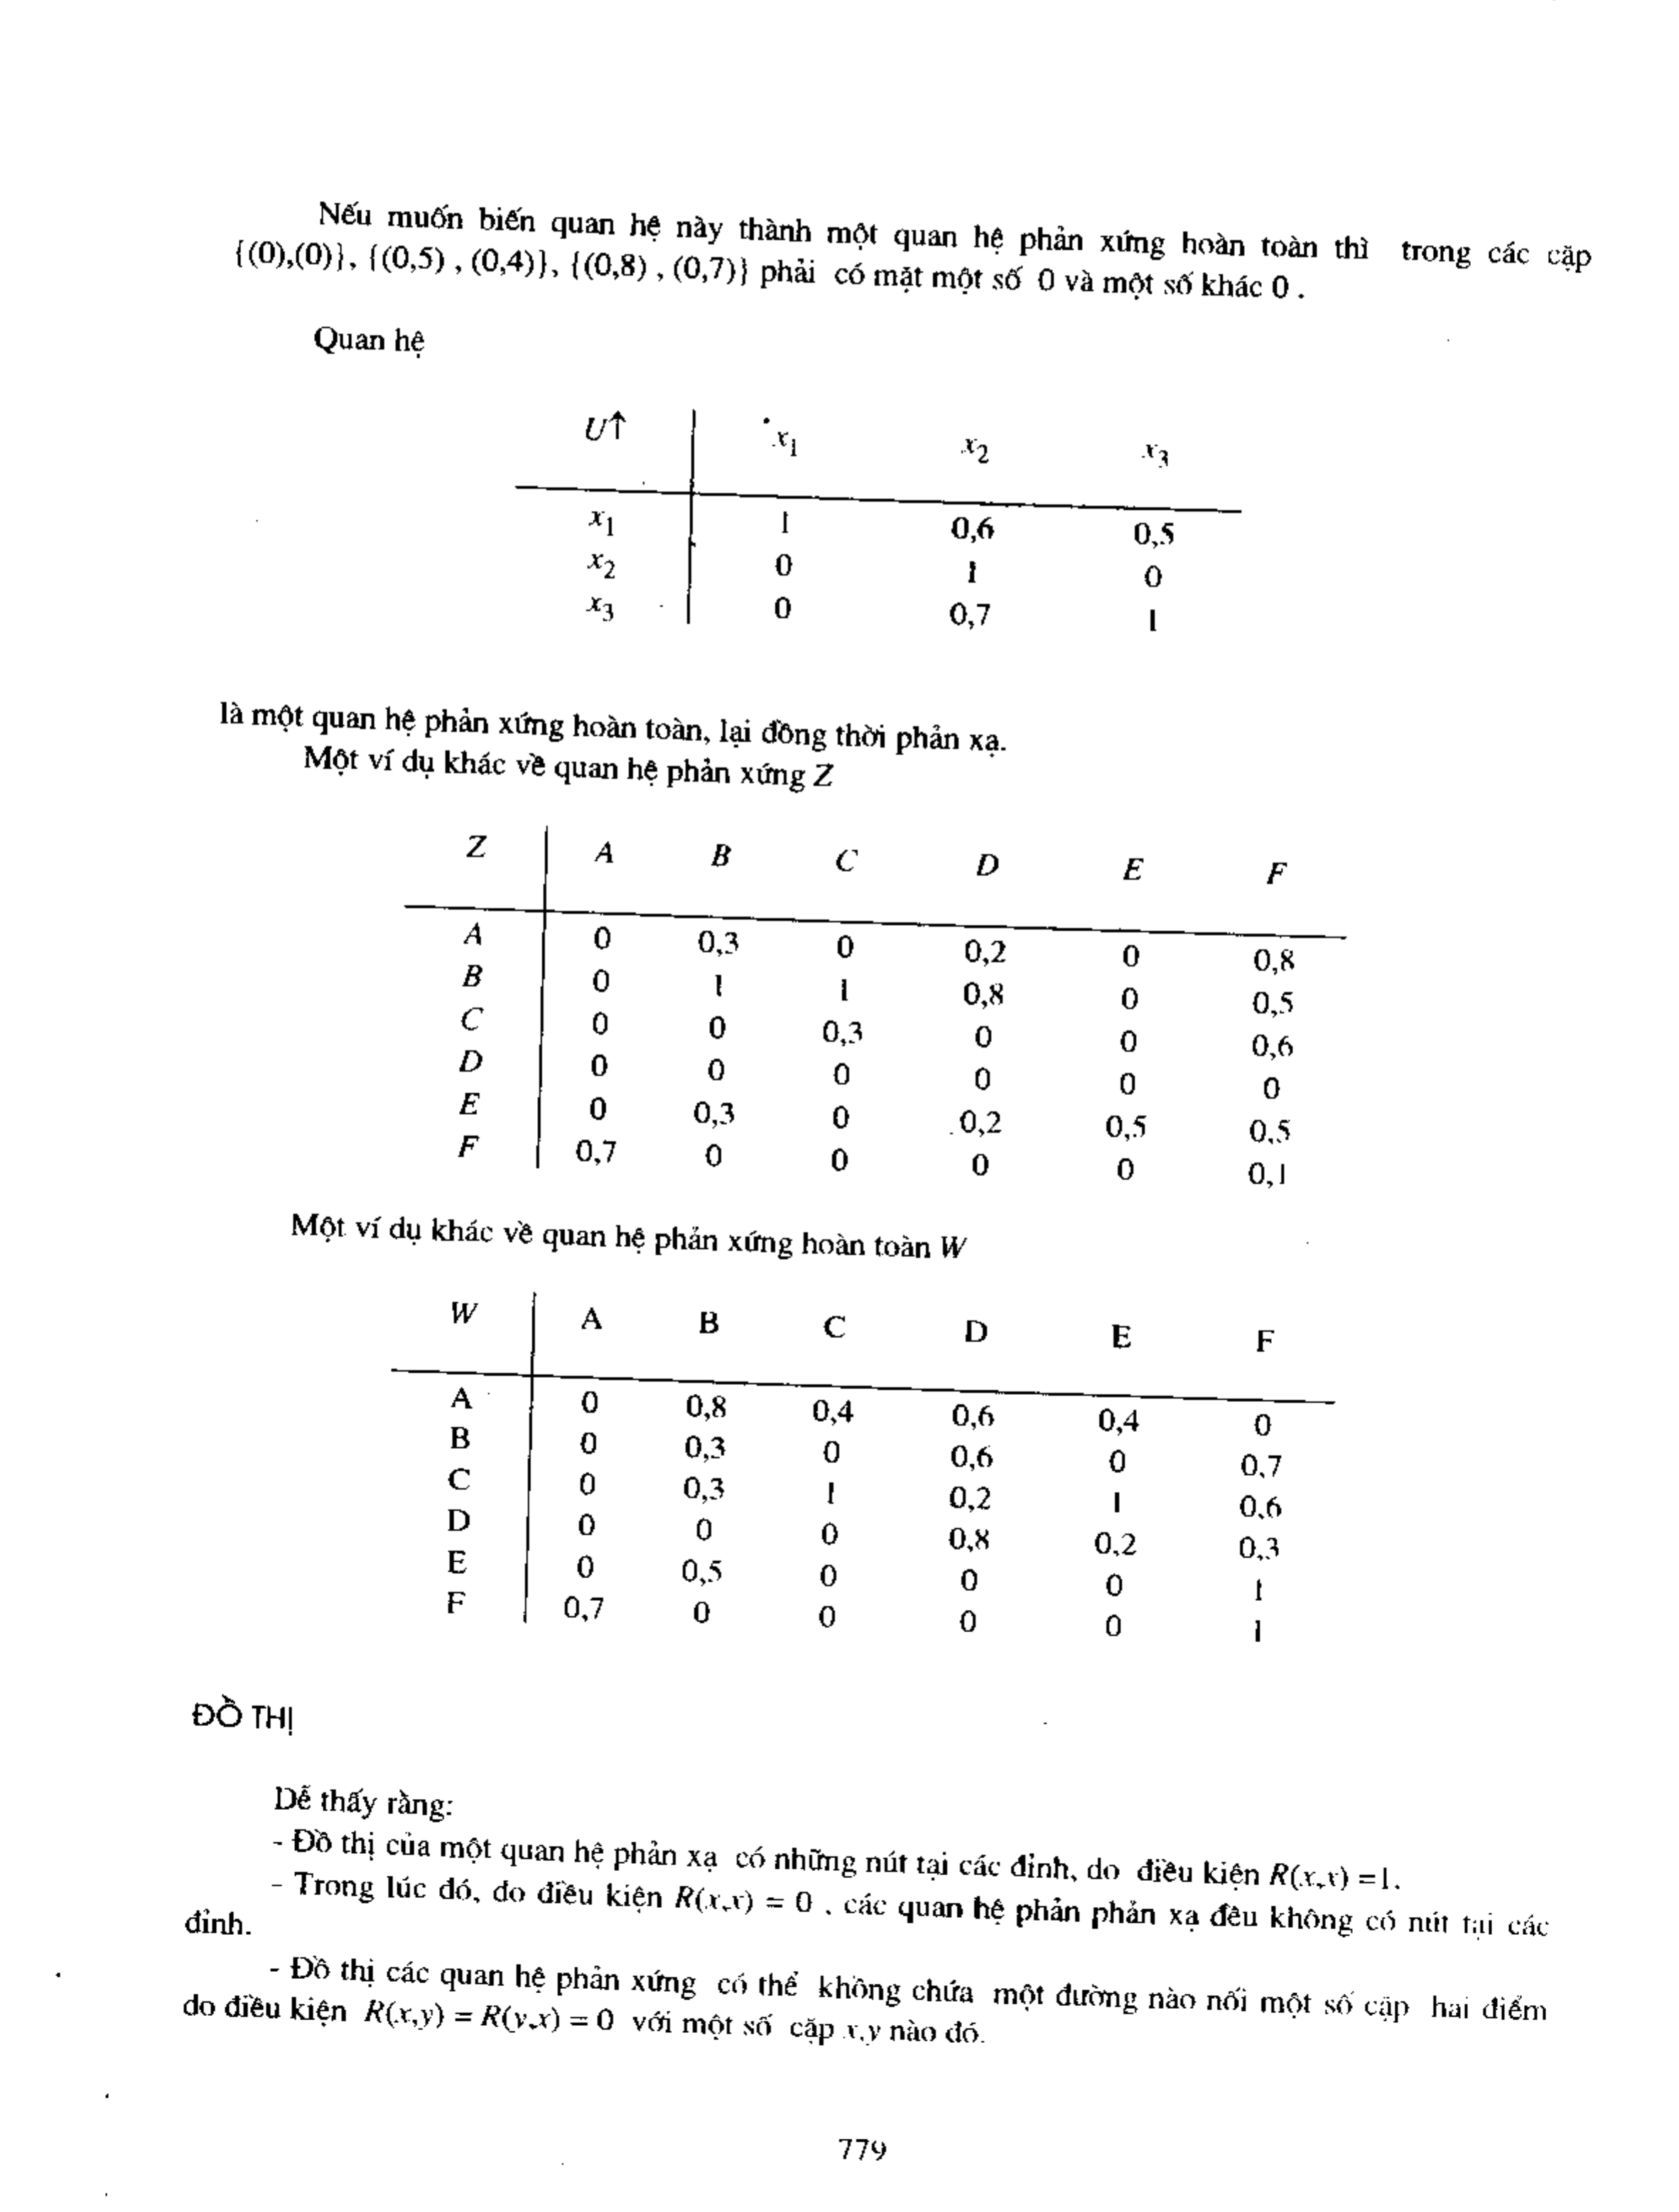 Nếu muốn biến quan hệ này thành một quan hệ phản xứng hoàn toàn thì trong các cặp
{(0),(0)}, {(0,5) , (0,4)}, {(0,8) , (0,7)} phải có mặt một số 0 và một số khác 0 .
Quan hệ
U↑ x1 x2 x3
x1 1 0,6 0,5
x2 0 1 0
x3 0 0,7 1
là một quan hệ phản xứng hoàn toàn, lại đồng thời phản xạ.
Một ví dụ khác về quan hệ phản xứng Z
Z A B C D E F
A 0 0,3 0 0,2 0 0,8
B 0 1 1 0,8 0 0,5
C 0 0 0,3 0 0 0,6
D 0 0 0 0 0 0
E 0 0,3 0 0,2 0,5 0,5
F 0,7 0 0 0 0 0,1
Một ví dụ khác về quan hệ phản xứng hoàn toàn W
W A B C D E F
A 0 0,8 0,4 0,6 0,4 0
B 0 0,3 0 0,6 0 0,7
C 0 0,3 1 0,2 1 0,6
D 0 0 0 0,8 0,2 0,3
E 0 0,5 0 0 0 1
F 0,7 0 0 0 0 1
ĐỒ THỊ
Dễ thấy rằng:
- Đồ thị của một quan hệ phản xạ có những nút tại các đỉnh, do điều kiện R(x,x) =1.
- Trong lúc đó, do điều kiện R(x,x) = 0 , các quan hệ phản phản xạ đều không có nút tại các
đỉnh.
- Đồ thị các quan hệ phản xứng có thể không chứa một đường nào nối một số cặp hai điểm
do điều kiện R(x,y) = R(y,x) = 0 với một số cặp x,y nào đó.
779